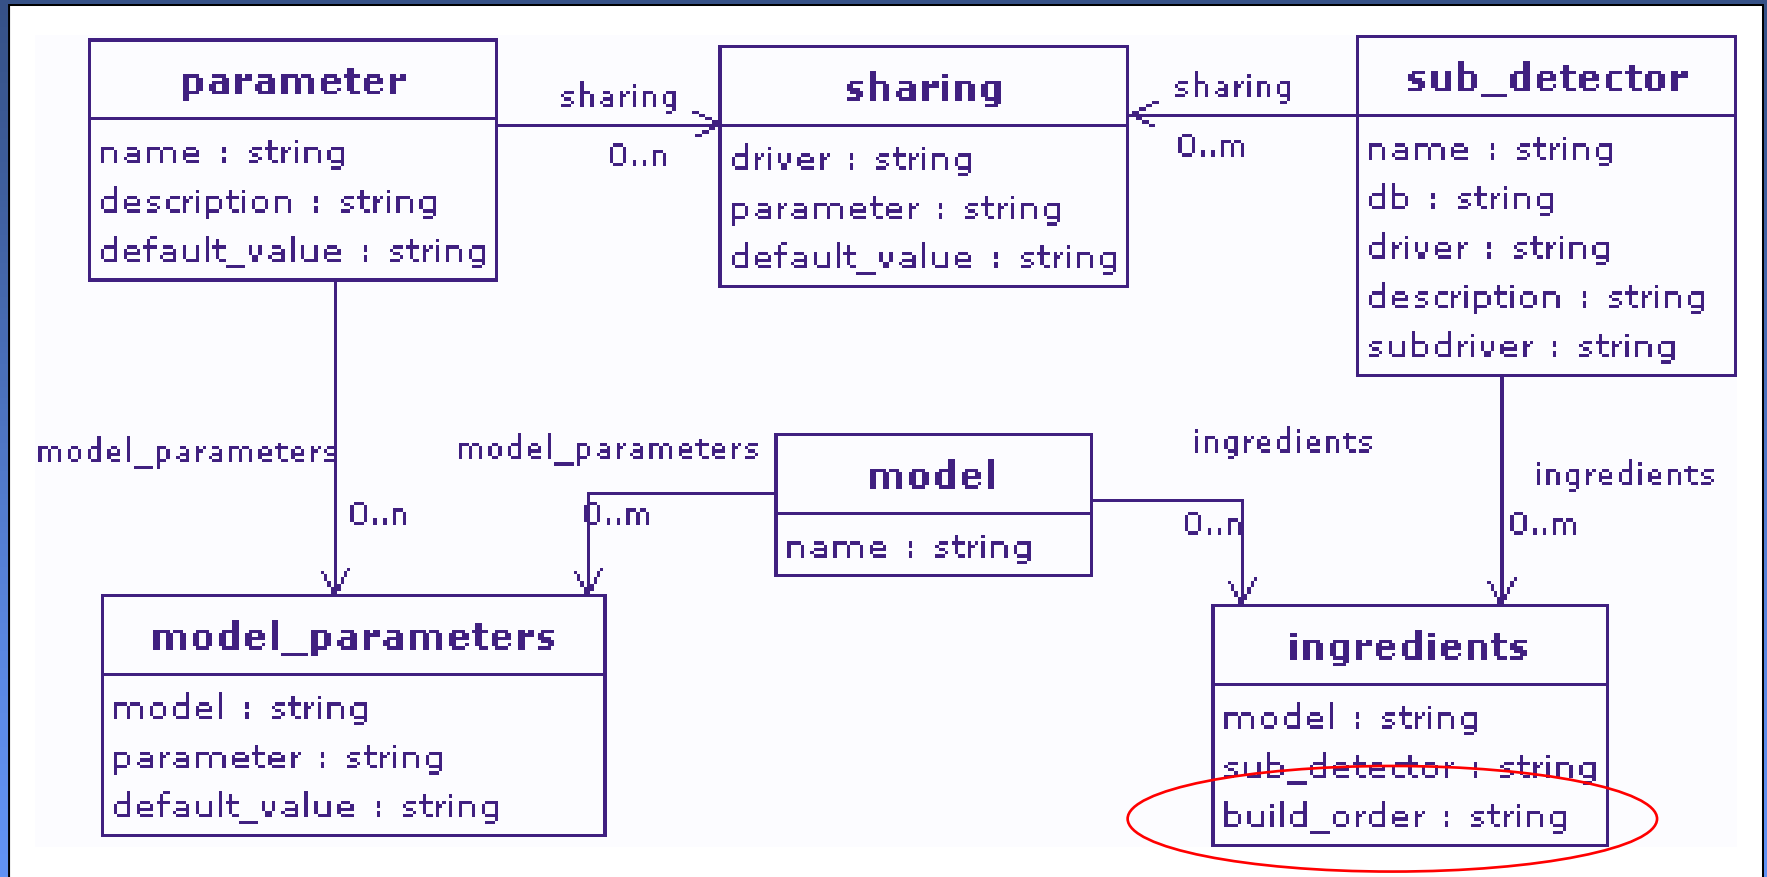 parameter
name : string
description : string
default_value : string
sharing
0..n
sharing
driver : string
parameter : string
default_value : string
sharing
0..m
sub_detector
name : string
db : string
driver : string
description : string
subdriver : string
model_parameters
0..n
model_parameters
0..m
model
name : string
ingredients
0..n
ingredients
0..m
model_parameters
model : string
parameter : string
default_value : string
ingredients
model : string
sub_detector : string
build_order : string